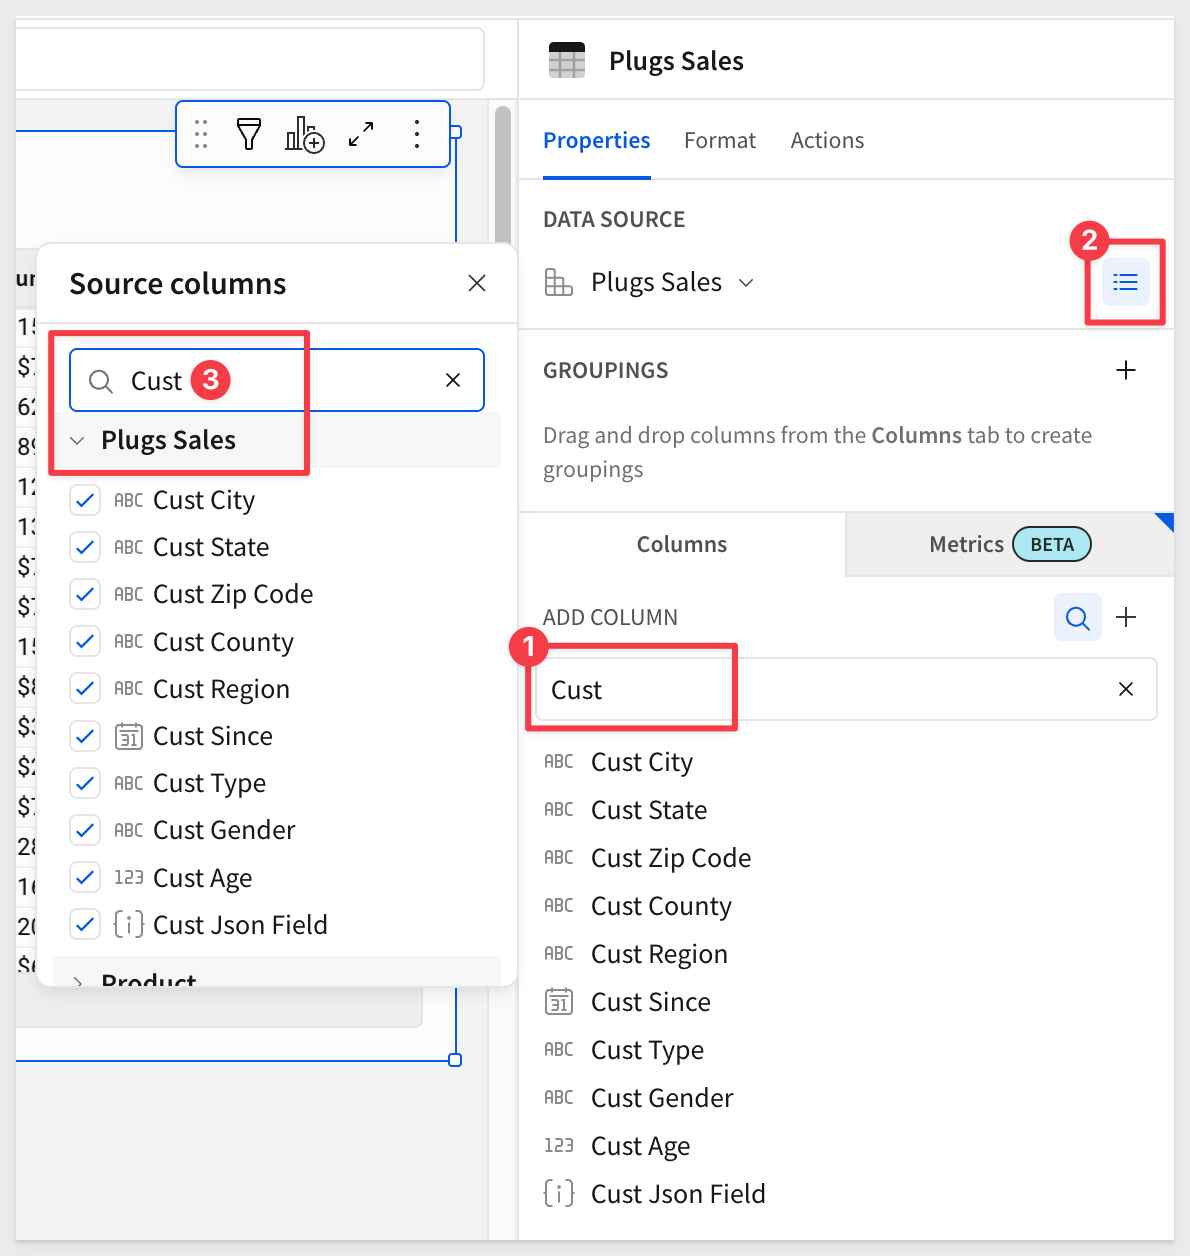 Plugs Sales
Properties Format Actions
DATA SOURCE
2
Plugs Sales
GROUPINGS
Drag and drop columns from the Columns tab to create
groupings
Columns
Metrics BETA
ADD COLUMN
1
Cust
ABC Cust City
ABC Cust State
ABC Cust Zip Code
ABC Cust County
ABC Cust Region
31 Cust Since
ABC Cust Type
ABC Cust Gender
123 Cust Age
{i} Cust Json Field
Source columns
Cust 3
Plugs Sales
ABC Cust City
ABC Cust State
ABC Cust Zip Code
ABC Cust County
ABC Cust Region
31 Cust Since
ABC Cust Type
ABC Cust Gender
123 Cust Age
{i} Cust Json Field
Product